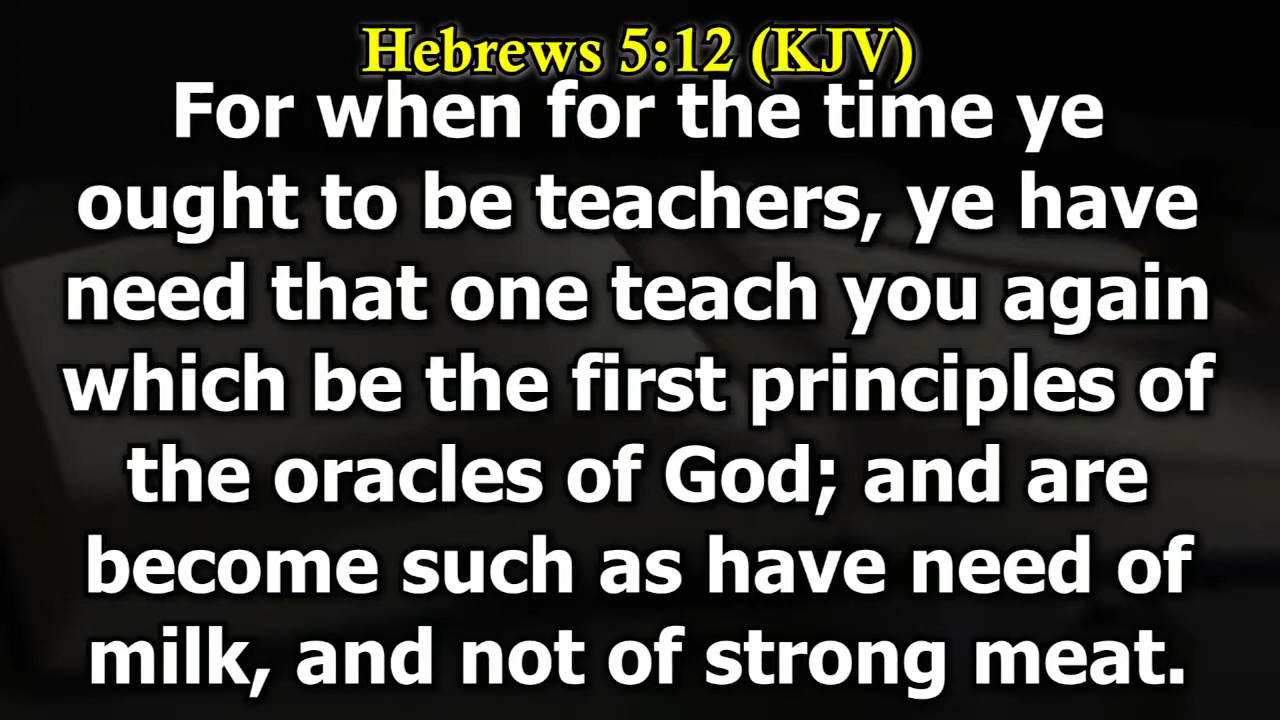 Hebrews 5:12 (KJV)
For when for the time ye
ought to be teachers, ye have
need that one teach you again
which be the first principles of
the oracles of God; and are
become such as have need of
milk, and not of strong meat.